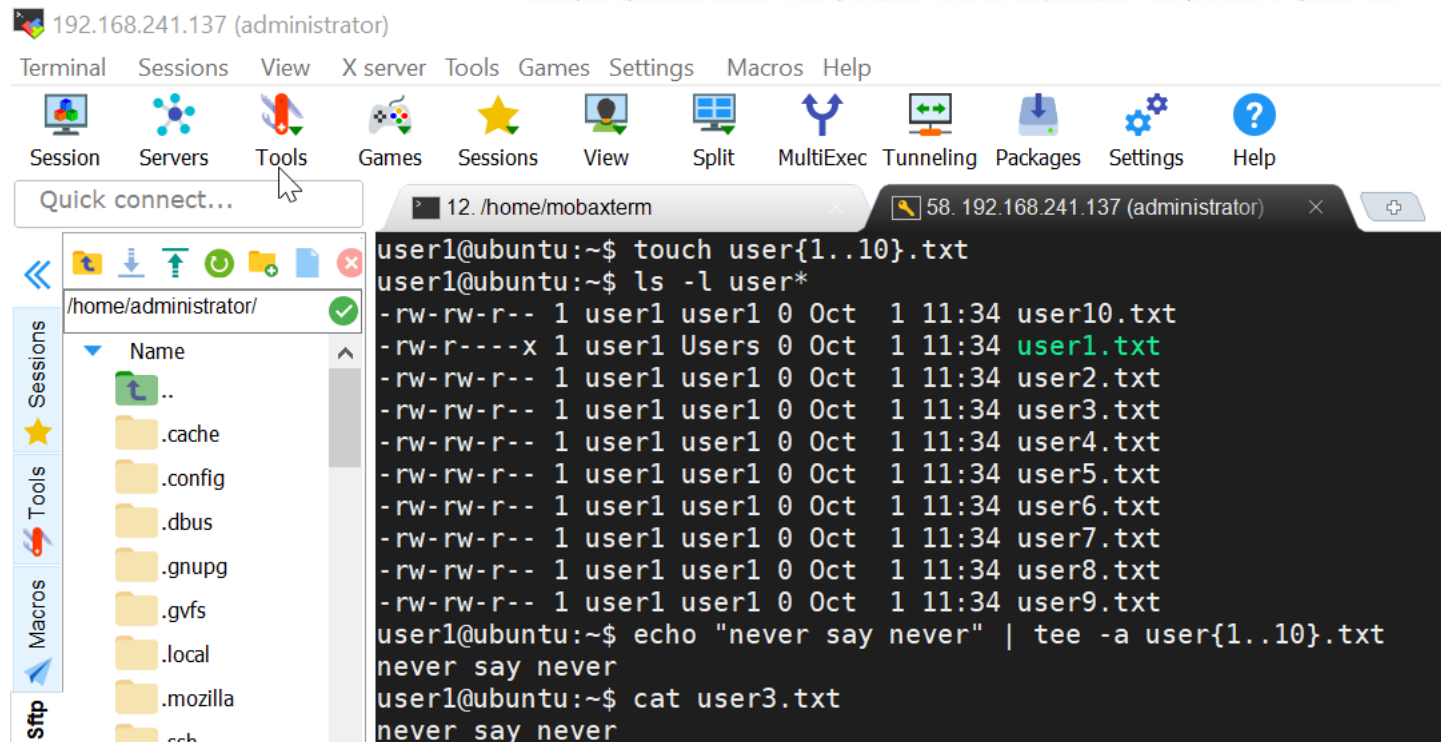 192.168.241.137 (administrator)
Terminal Sessions View X server Tools Games Settings Macros Help
Session Servers Tools Games Sessions View Split MultiExec Tunneling Packages Settings Help
Quick connect...
12. /home/mobaxterm
58. 192.168.241.137 (administrator)
/home/administrator/
Name
..
.cache
.config
.dbus
.gnupg
.gvfs
.local
.mozilla
.ssh
Sessions
Tools
Macros
Sftp
user1@ubuntu:~$ touch user{1..10}.txt
user1@ubuntu:~$ ls -l user*
-rw-rw-r-- 1 user1 user1 0 Oct  1 11:34 user10.txt
-rw-r----x 1 user1 Users 0 Oct  1 11:34 user1.txt
-rw-rw-r-- 1 user1 user1 0 Oct  1 11:34 user2.txt
-rw-rw-r-- 1 user1 user1 0 Oct  1 11:34 user3.txt
-rw-rw-r-- 1 user1 user1 0 Oct  1 11:34 user4.txt
-rw-rw-r-- 1 user1 user1 0 Oct  1 11:34 user5.txt
-rw-rw-r-- 1 user1 user1 0 Oct  1 11:34 user6.txt
-rw-rw-r-- 1 user1 user1 0 Oct  1 11:34 user7.txt
-rw-rw-r-- 1 user1 user1 0 Oct  1 11:34 user8.txt
-rw-rw-r-- 1 user1 user1 0 Oct  1 11:34 user9.txt
user1@ubuntu:~$ echo "never say never" | tee -a user{1..10}.txt
never say never
user1@ubuntu:~$ cat user3.txt
never say never